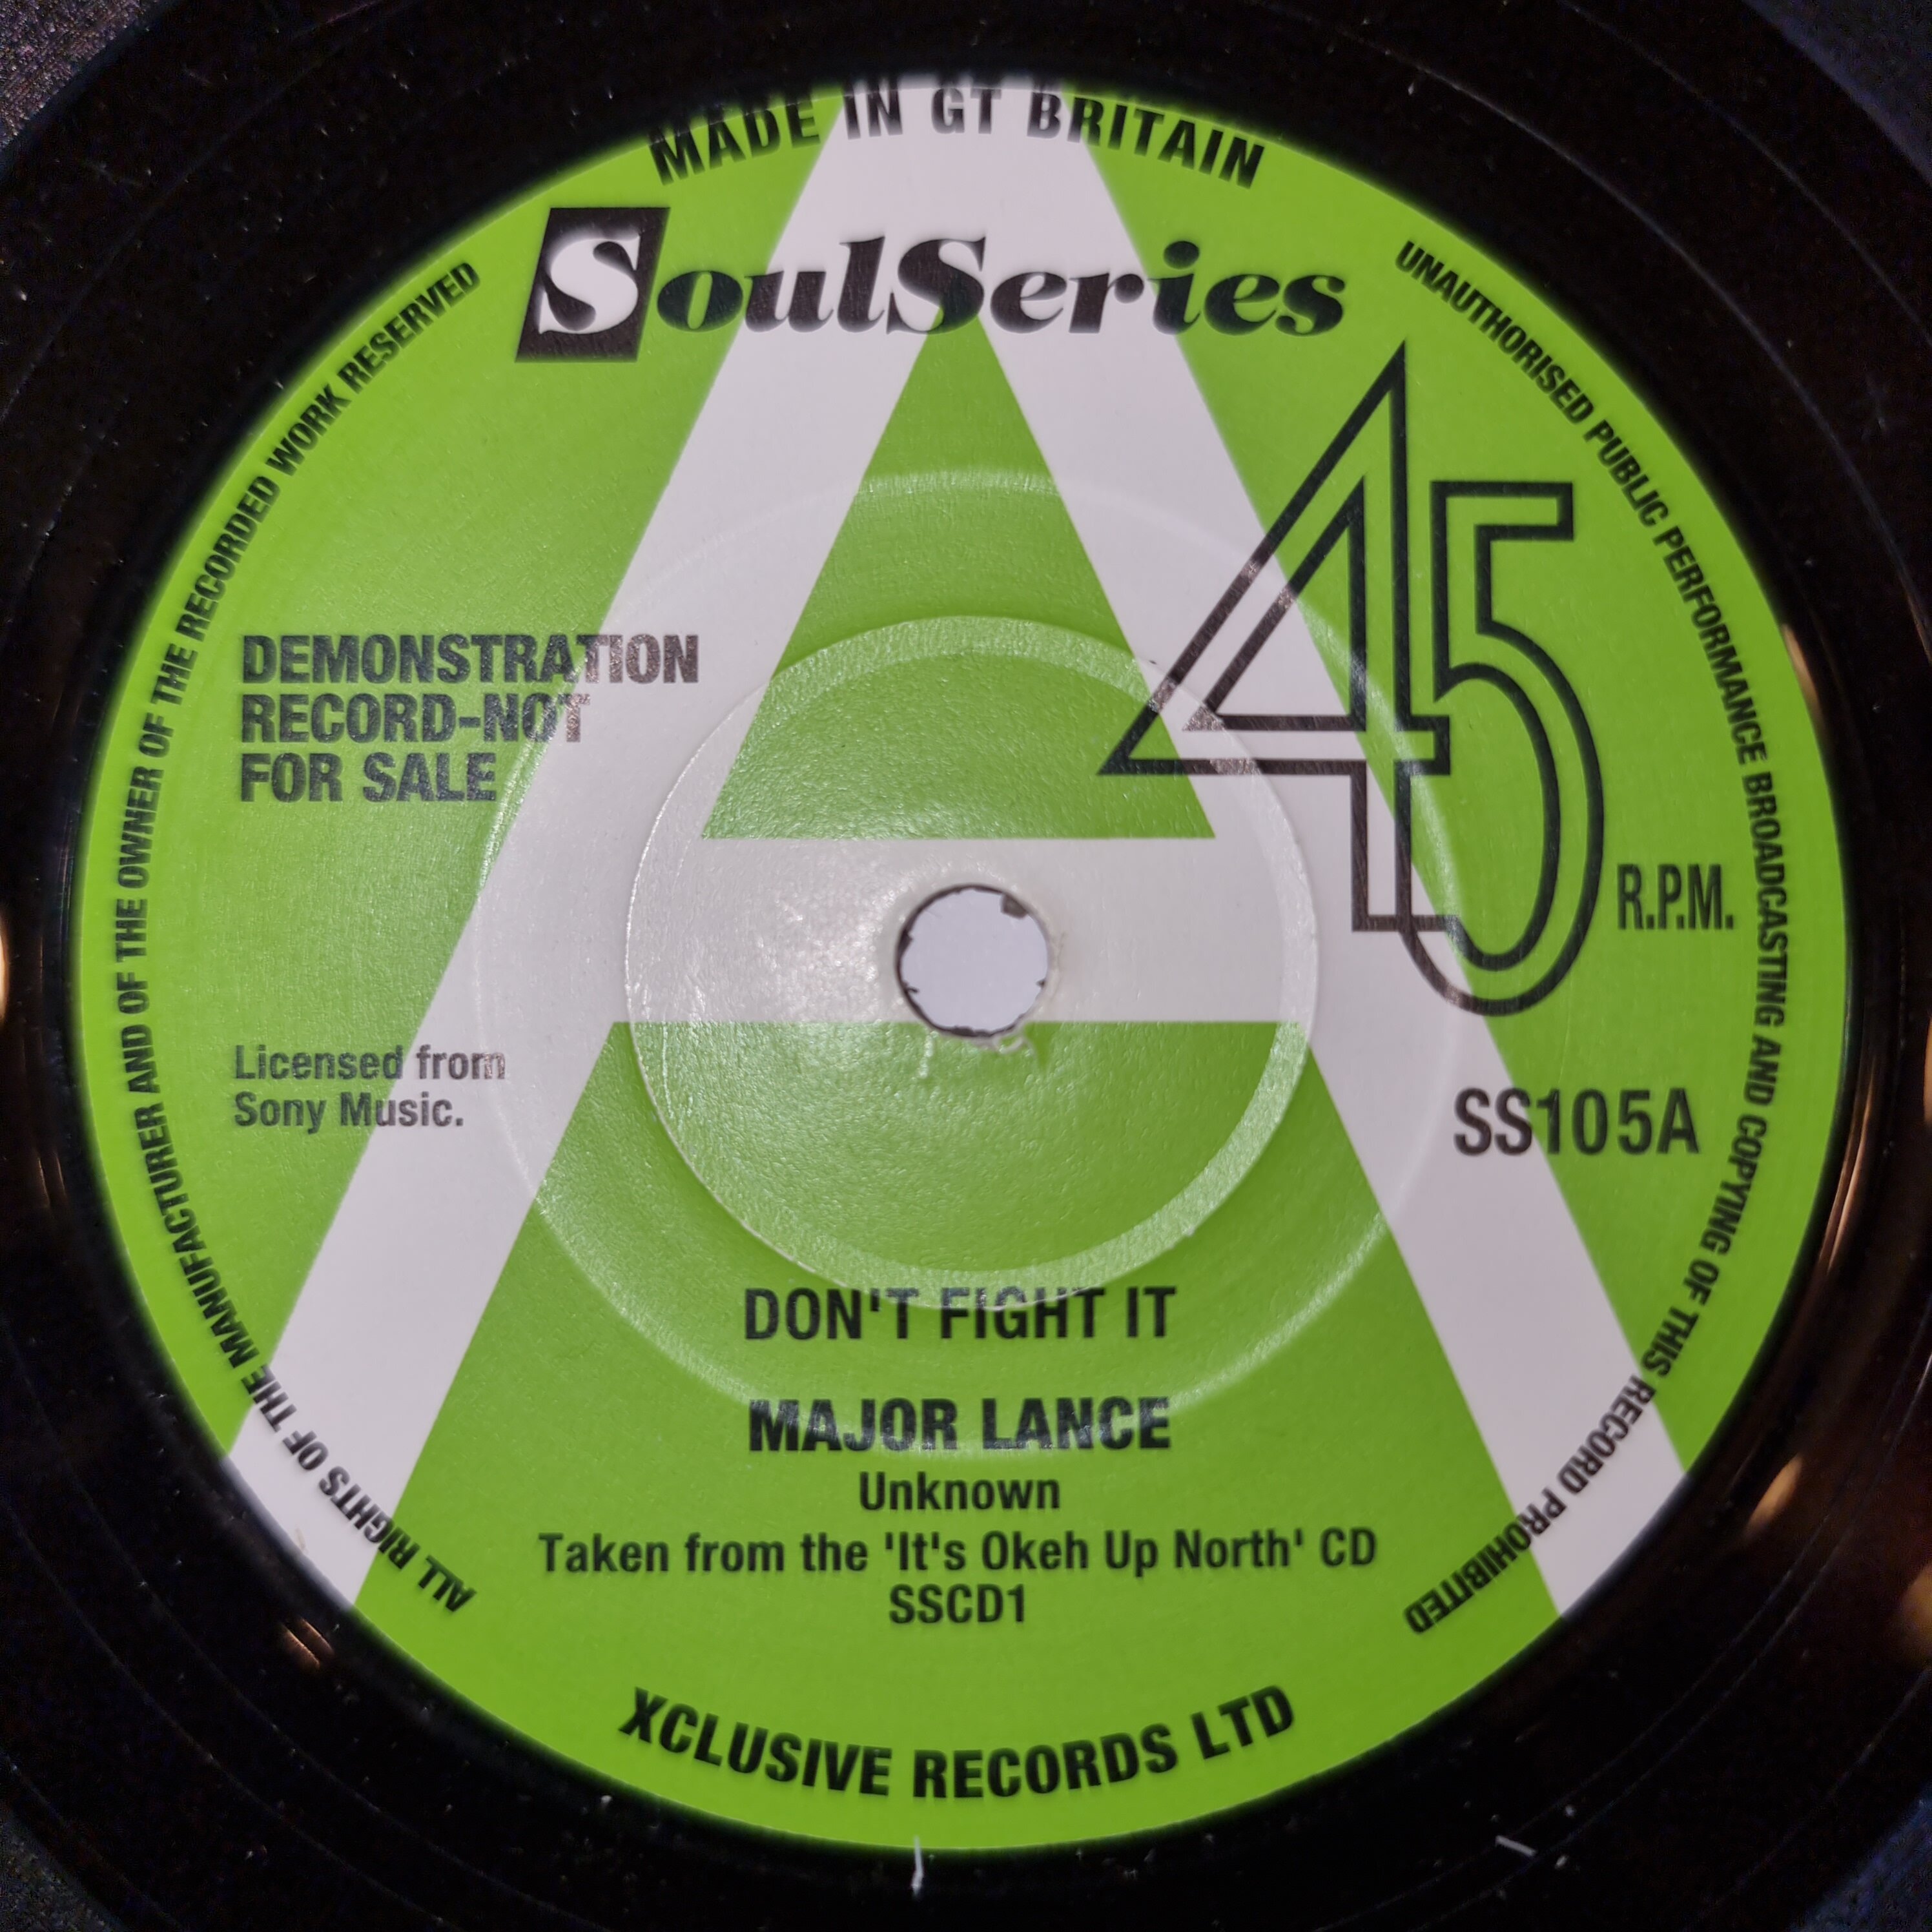 MADE IN GT BRITAIN
SoulSeries
UNAUTHORISED PUBLIC PERFORMANCE BROADCASTING AND COPYING OF THIS RECORD PROHIBITED
ALL RIGHTS OF THE MANUFACTURER AND OF THE OWNER OF THE RECORDED WORK RESERVED
A
45
R.P.M.
DEMONSTRATION
RECORD-NOT
FOR SALE
Licensed from
Sony Music.
SS105A
DON'T FIGHT IT
MAJOR LANCE
Unknown
Taken from the 'It's Okeh Up North' CD
SSCD1
XCLUSIVE RECORDS LTD